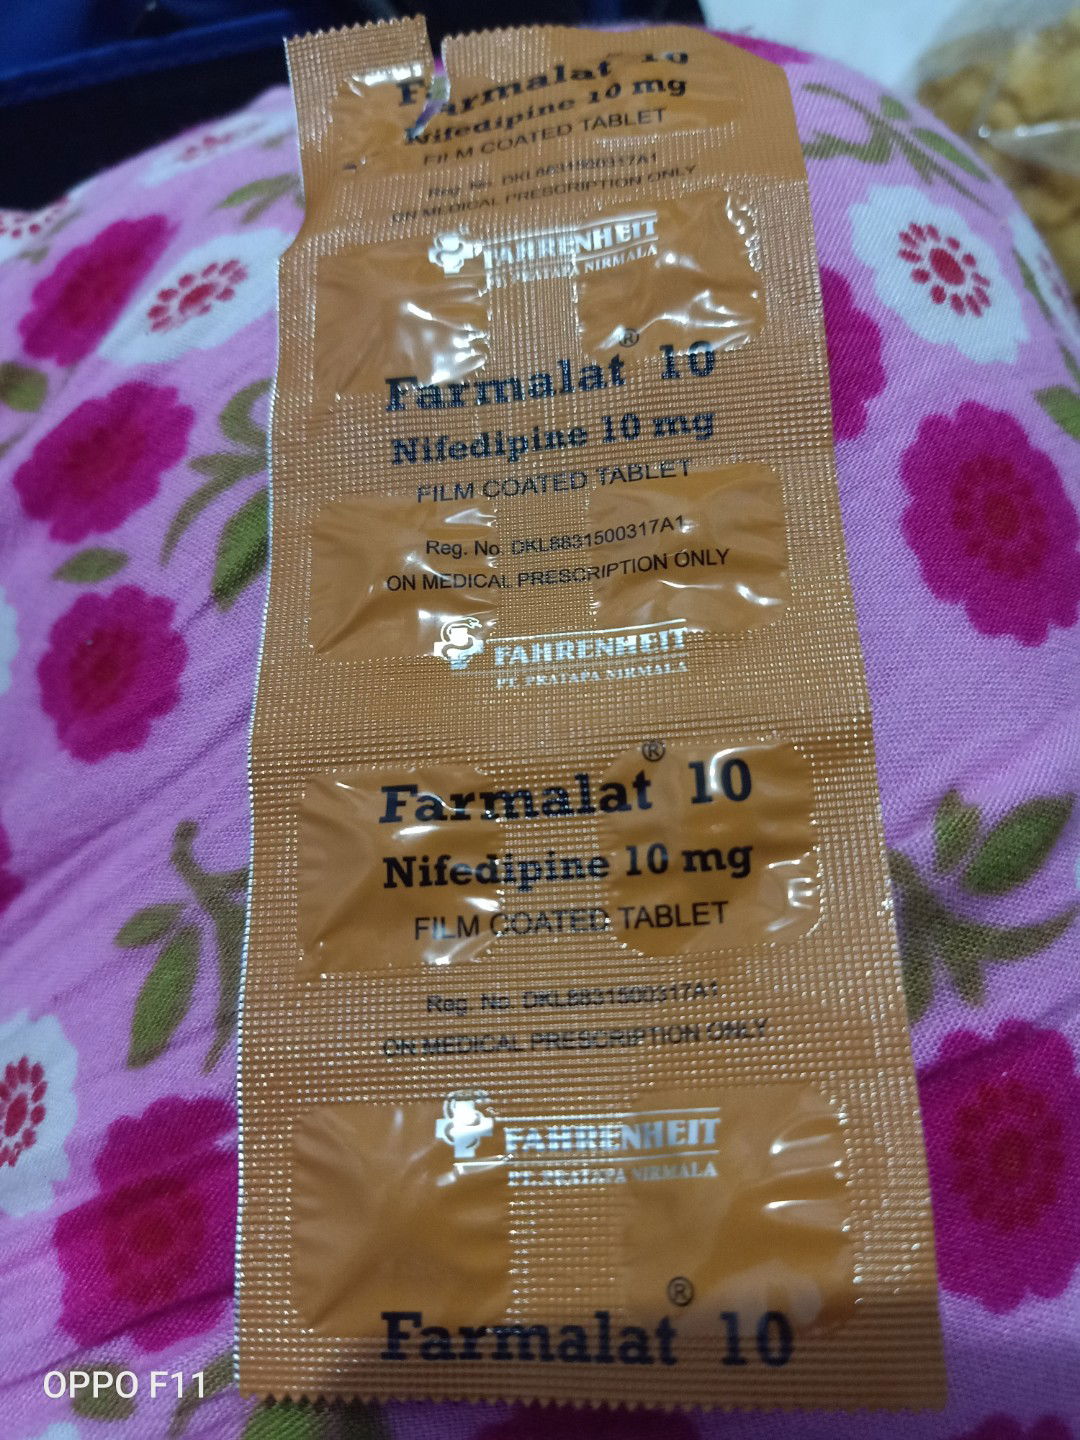 Farmalat 10
Nifedipine 10 mg
FILM COATED TABLET
Reg. No. DKL8831500317A1
ON MEDICAL PRESCRIPTION ONLY
FAHRENHEIT
PT. PRATAPA NIRMALA
Farmalat® 10
Nifedipine 10 mg
FILM COATED TABLET
Reg. No. DKL8831500317A1
ON MEDICAL PRESCRIPTION ONLY
FAHRENHEIT
PT. PRATAPA NIRMALA
Farmalat® 10
Nifedipine 10 mg
FILM COATED TABLET
Reg. No. DKL8831500317A1
ON MEDICAL PRESCRIPTION ONLY
FAHRENHEIT
PT. PRATAPA NIRMALA
Farmalat® 10
OPPO F11